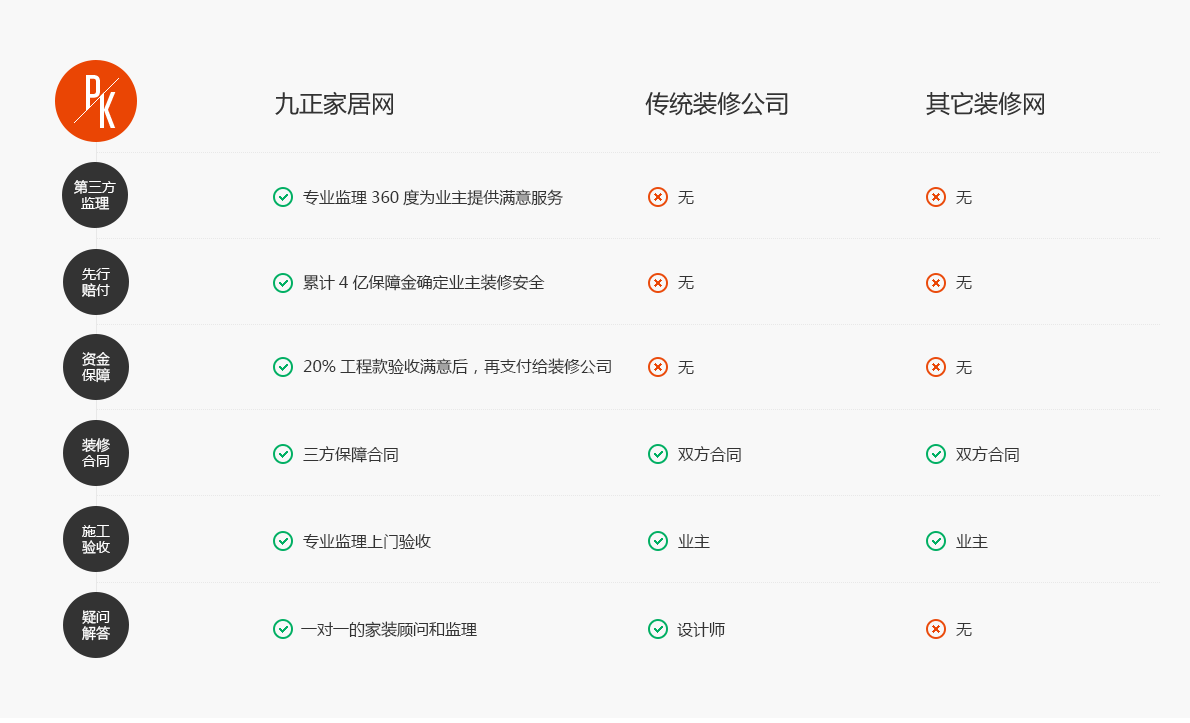 PK
九正家居网
传统装修公司
其它装修网
第三方
监理
专业监理 360 度为业主提供满意服务
无
无
先行
赔付
累计 4 亿保障金确定业主装修安全
无
无
资金
保障
20% 工程款验收满意后，再支付给装修公司
无
无
装修
合同
三方保障合同
双方合同
双方合同
施工
验收
专业监理上门验收
业主
业主
疑问
解答
一对一的家装顾问和监理
设计师
无